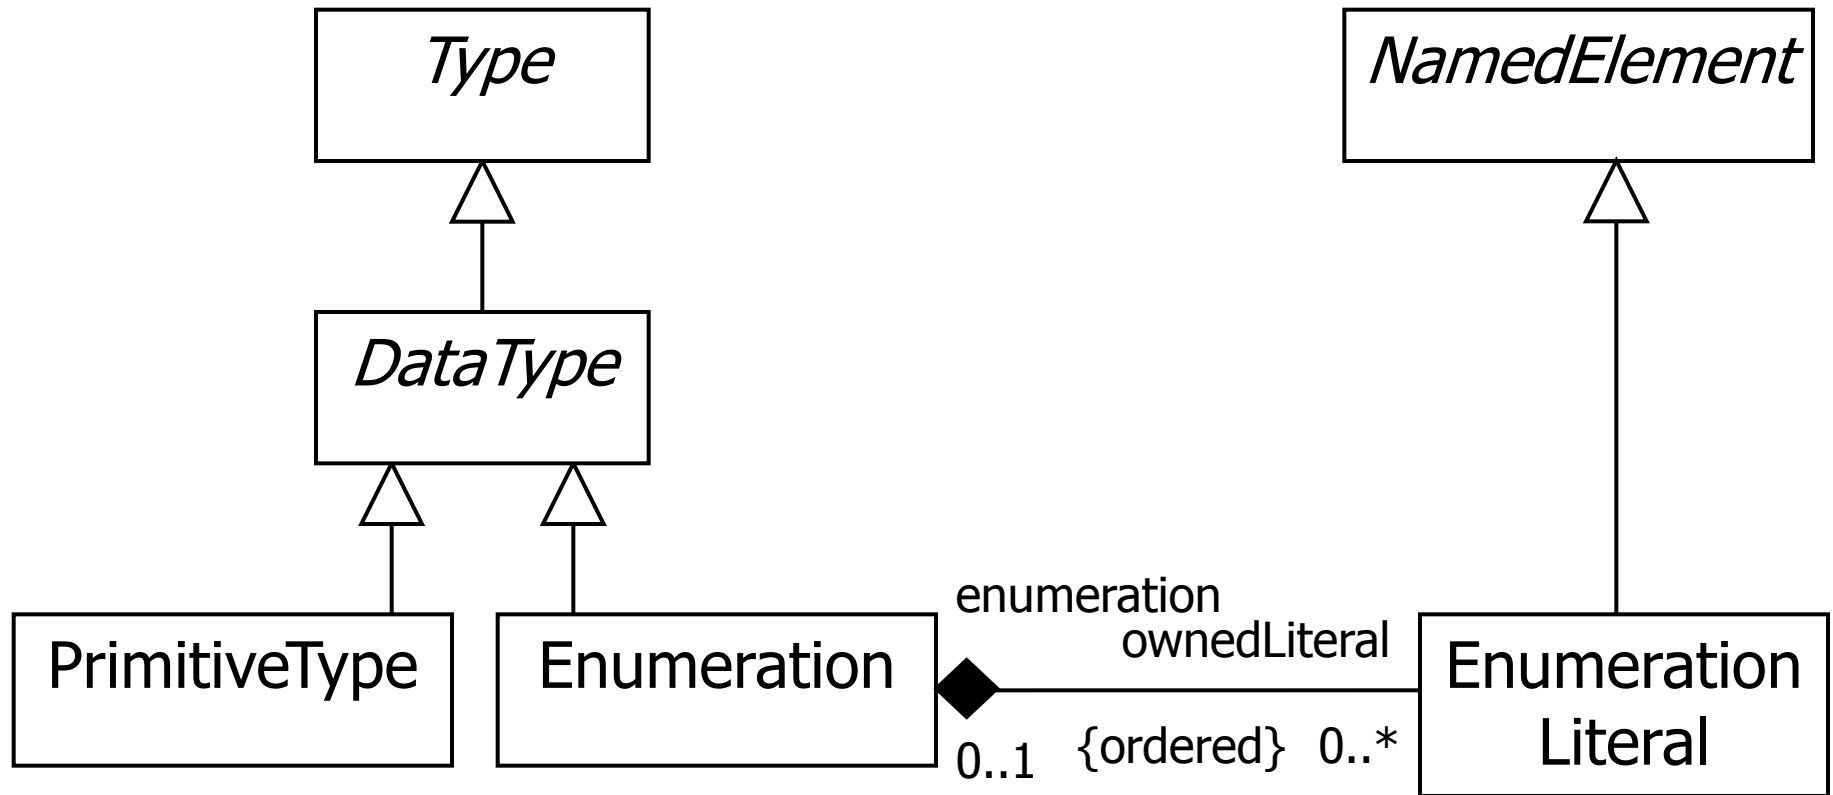 Type
NamedElement
DataType
enumeration
ownedLiteral
PrimitiveType
Enumeration
Enumeration
Literal
0..1
{ordered} 0..*